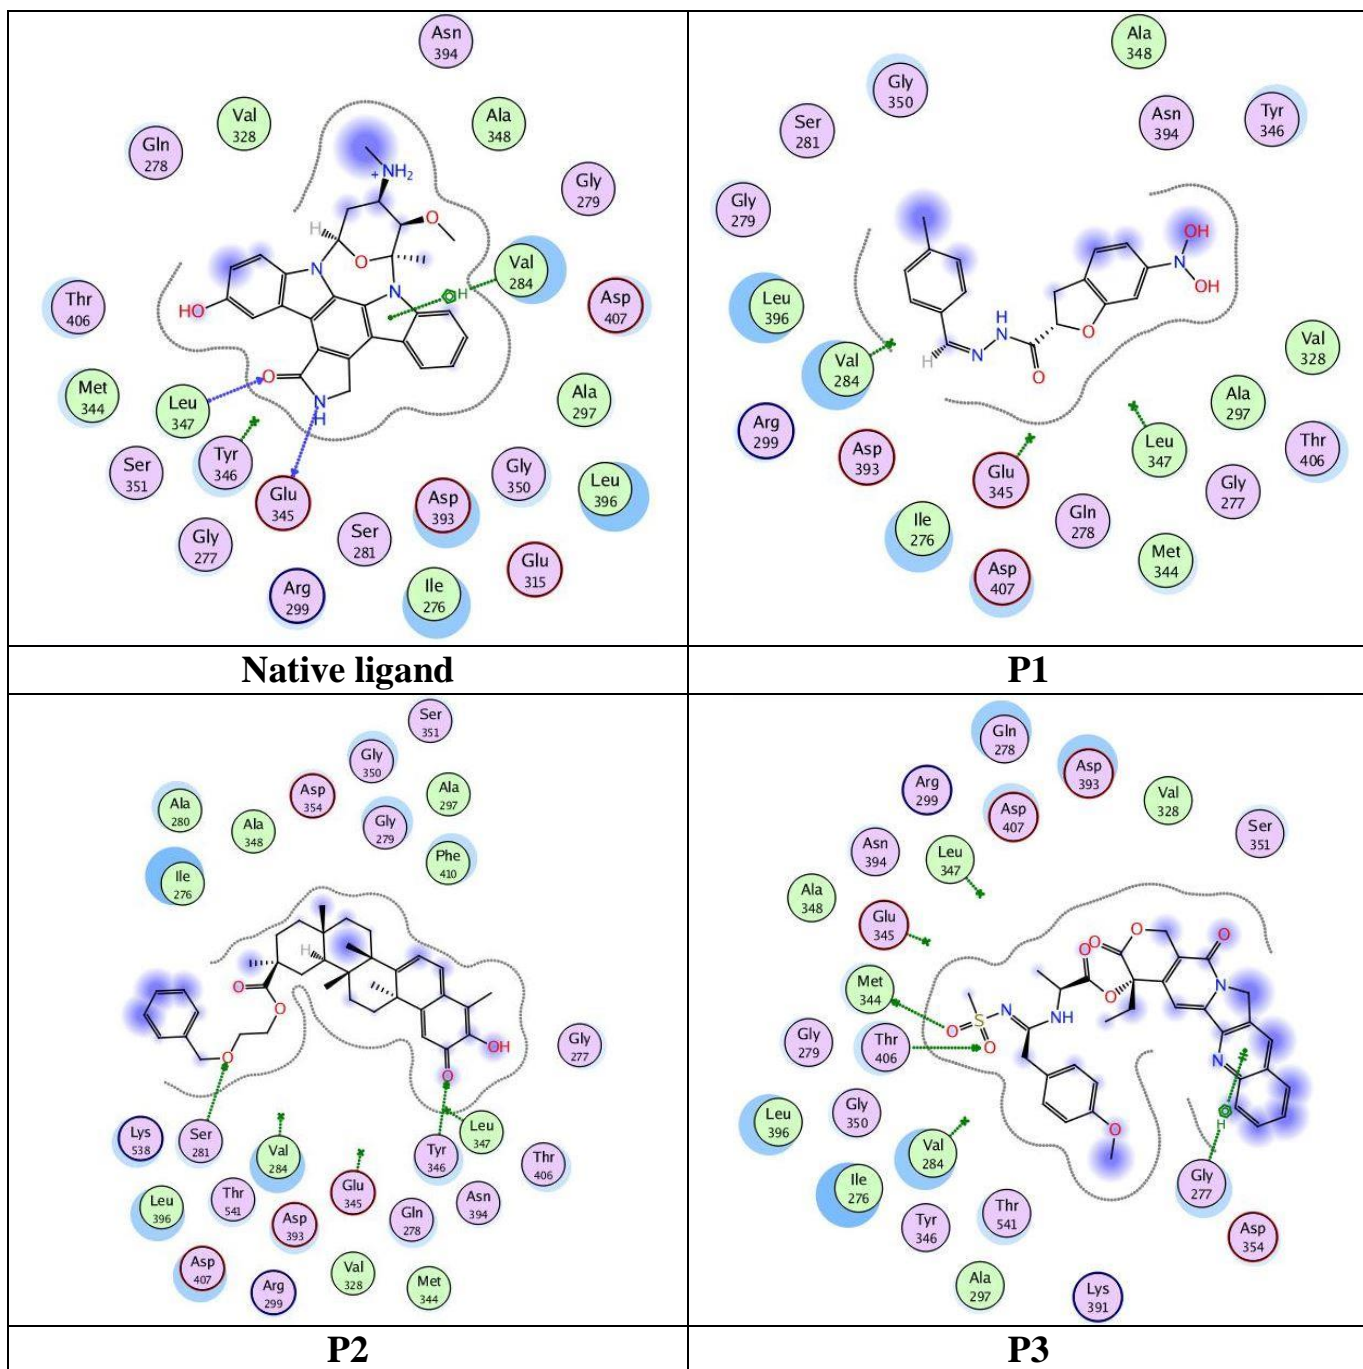 Asn
394
Val
328
Ala
348
Gln
278
Gly
279
NH2
+
H
O
O
N
N
Val
284
H
Thr
406
HO
Asp
407
Met
344
Leu
347
O
N
H
Ala
297
Ser
351
Tyr
346
Glu
345
Gly
350
Leu
396
Asp
393
Gly
277
Ser
281
Glu
315
Arg
299
Ile
276
Native ligand
Ala
348
Gly
350
Ser
281
Asn
394
Tyr
346
Gly
279
OH
N
OH
Leu
396
Val
284
H
N
H
N
O
O
Val
328
Ala
297
Arg
299
Asp
393
Glu
345
Leu
347
Thr
406
Gly
277
Ile
276
Gln
278
Met
344
Asp
407
P1
Ser
351
Gly
350
Asp
354
Ala
297
Ala
280
Ala
348
Gly
279
Phe
410
Ile
276
H
O
O
O
OH
O
Gly
277
Lys
538
Ser
281
Val
284
Tyr
346
Leu
347
Thr
406
Leu
396
Thr
541
Asp
393
Glu
345
Gln
278
Asn
394
Asp
407
Arg
299
Val
328
Met
344
P2
Gln
278
Asp
393
Arg
299
Asp
407
Val
328
Ser
351
Asn
394
Leu
347
Ala
348
Glu
345
O
O
O
O
O
N
Met
344
O
S
N
NH
O
N
Gly
279
Thr
406
H
Leu
396
Gly
350
Val
284
O
Gly
277
Ile
276
Tyr
346
Thr
541
Asp
354
Ala
297
Lys
391
P3